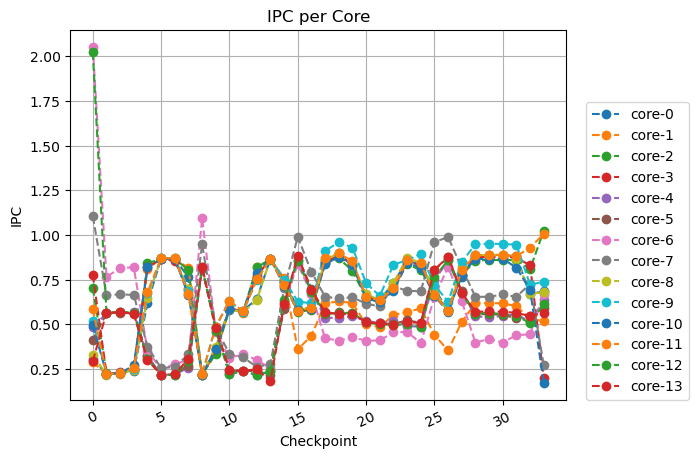 IPC per Core
IPC
2.00
1.75
1.50
1.25
1.00
0.75
0.50
0.25
0
5
10
15
20
25
30
Checkpoint
core-0
core-1
core-2
core-3
core-4
core-5
core-6
core-7
core-8
core-9
core-10
core-11
core-12
core-13